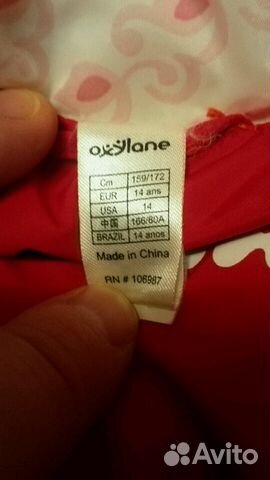 oxylane
Cm 159/172
EUR 14 ans
USA 14
中国 166/80A
BRAZIL 14 anos
Made in China
RN # 106987
Avito